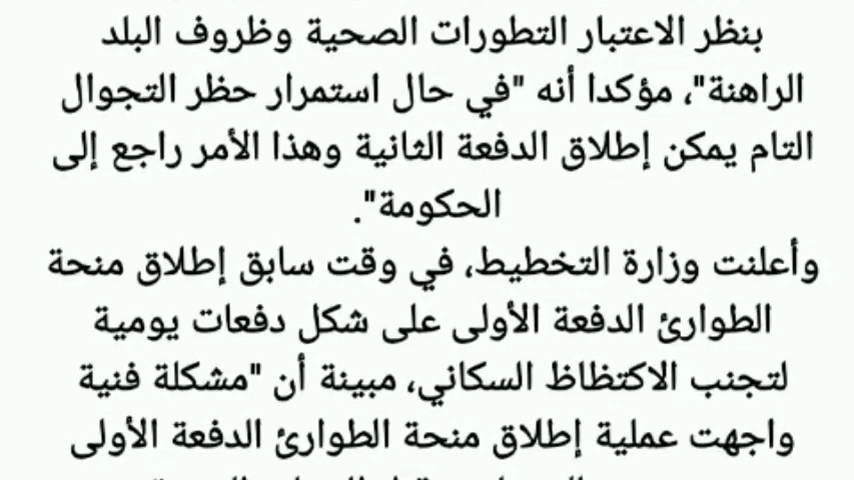 بنظر الاعتبار التطورات الصحية وظروف البلد
الراهنة"، مؤكدا أنه "في حال استمرار حظر التجوال
التام يمكن إطلاق الدفعة الثانية وهذا الأمر راجع إلى
الحكومة".
وأعلنت وزارة التخطيط، في وقت سابق إطلاق منحة
الطوارئ الدفعة الأولى على شكل دفعات يومية
لتجنب الاكتظاظ السكاني، مبينة أن "مشكلة فنية
واجهت عملية إطلاق منحة الطوارئ الدفعة الأولى